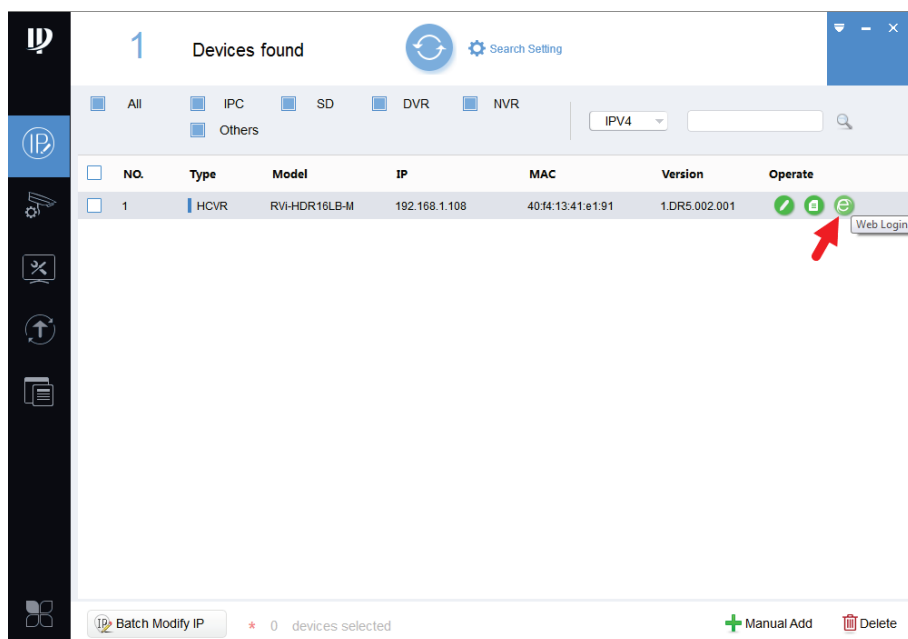 1 Devices found Search Setting
All IPC SD DVR NVR
Others
IPV4
NO. Type Model IP MAC Version Operate
1 HCVR RVi-HDR16LB-M 192.168.1.108 40:f4:13:41:e1:91 1.DR5.002.001
Web Login
IP Batch Modify IP * 0 devices selected Manual Add Delete